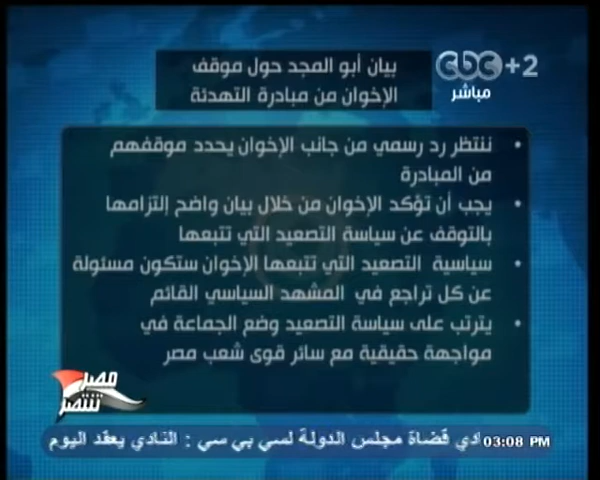 بيان أبو المجد حول موقف
الإخوان من مبادرة التهدئة
cbc +2
مباشر
• ننتظر رد رسمي من جانب الإخوان يحدد موقفهم
من المبادرة
• يجب أن تؤكد الإخوان من خلال بيان واضح إلتزامها
بالتوقف عن سياسة التصعيد التي تتبعها
• سياسية التصعيد التي تتبعها الإخوان ستكون مسئولة
عن كل تراجع في المشهد السياسي القائم
• يترتب على سياسة التصعيد وضع الجماعة في
مواجهة حقيقية مع سائر قوى شعب مصر
مصر
تنتصر
ادي قضاة مجلس الدولة لسي بي سي : النادي يعقد اليوم
03:08 PM